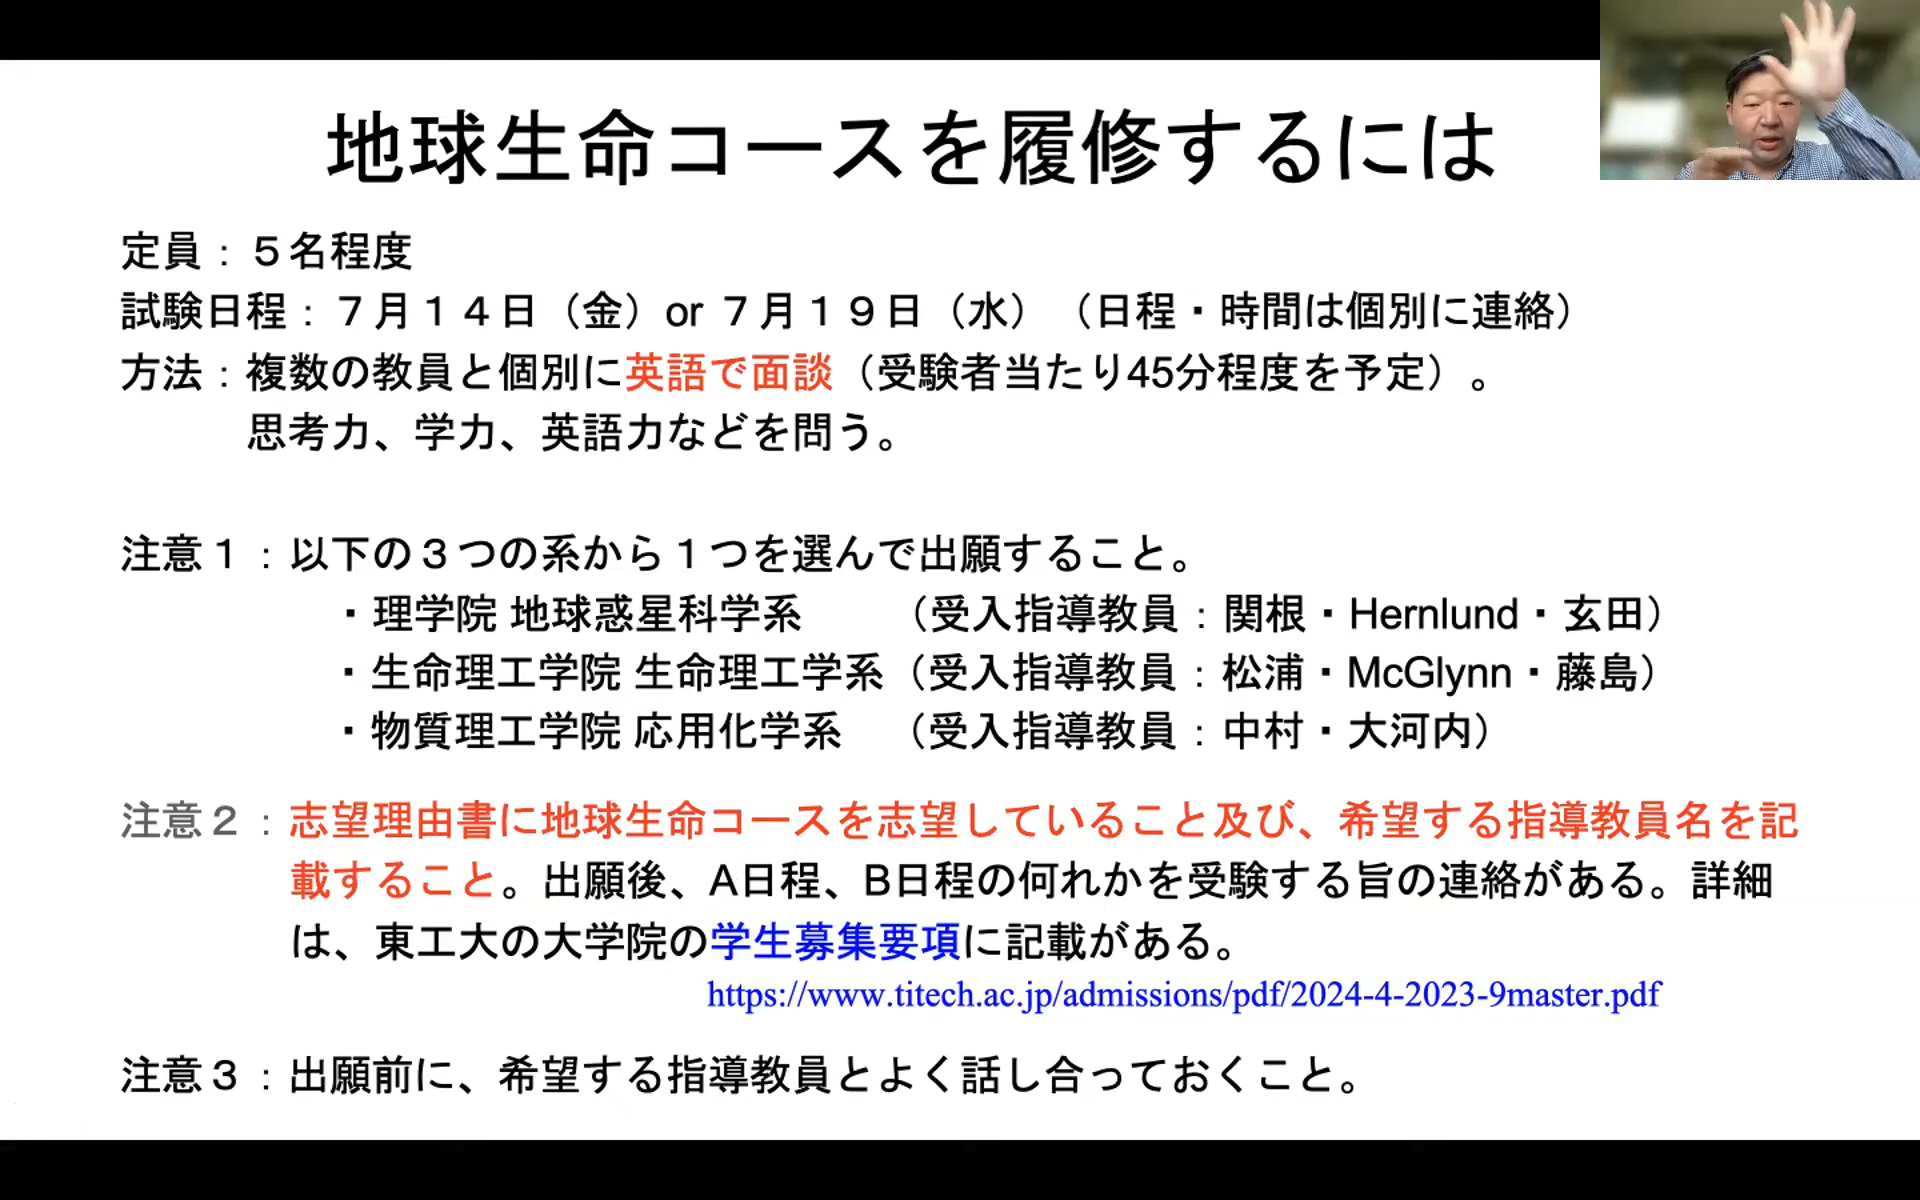 地球生命コースを履修するには
定員：５名程度
試験日程：７月１４日（金）or ７月１９日（水）（日程・時間は個別に連絡）
方法：複数の教員と個別に英語で面談（受験者当たり45分程度を予定）。
思考力、学力、英語力などを問う。
注意１：以下の３つの系から１つを選んで出願すること。
・理学院 地球惑星科学系　　（受入指導教員：関根・Hernlund・玄田）
・生命理工学院 生命理工学系（受入指導教員：松浦・McGlynn・藤島）
・物質理工学院 応用化学系　（受入指導教員：中村・大河内）
注意２：志望理由書に地球生命コースを志望していること及び、希望する指導教員名を記
載すること。出願後、A日程、B日程の何れかを受験する旨の連絡がある。詳細
は、東工大の大学院の学生募集要項に記載がある。
https://www.titech.ac.jp/admissions/pdf/2024-4-2023-9master.pdf
注意３：出願前に、希望する指導教員とよく話し合っておくこと。